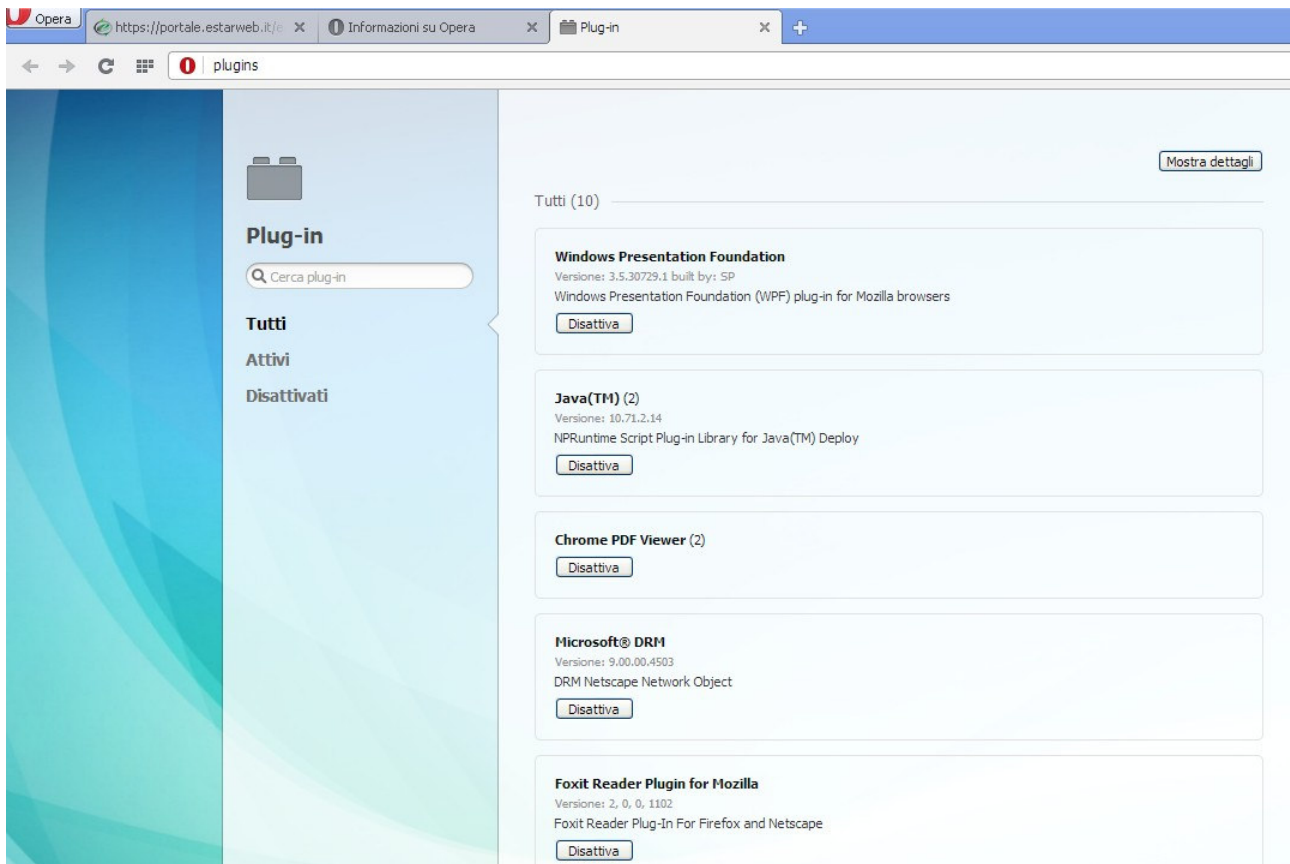 Opera
https://portale.estarweb.it/e
Informazioni su Opera
Plug-in
plugins
Mostra dettagli
Tutti (10)
Plug-in
Cerca plug-in
Tutti
Attivi
Disattivati
Windows Presentation Foundation
Versione: 3.5.30729.1 built by: SP
Windows Presentation Foundation (WPF) plug-in for Mozilla browsers
Disattiva
Java(TM) (2)
Versione: 10.71.2.14
NPRuntime Script Plug-in Library for Java(TM) Deploy
Disattiva
Chrome PDF Viewer (2)
Disattiva
Microsoft® DRM
Versione: 9.00.00.4503
DRM Netscape Network Object
Disattiva
Foxit Reader Plugin for Mozilla
Versione: 2, 0, 0, 1102
Foxit Reader Plug-In For Firefox and Netscape
Disattiva